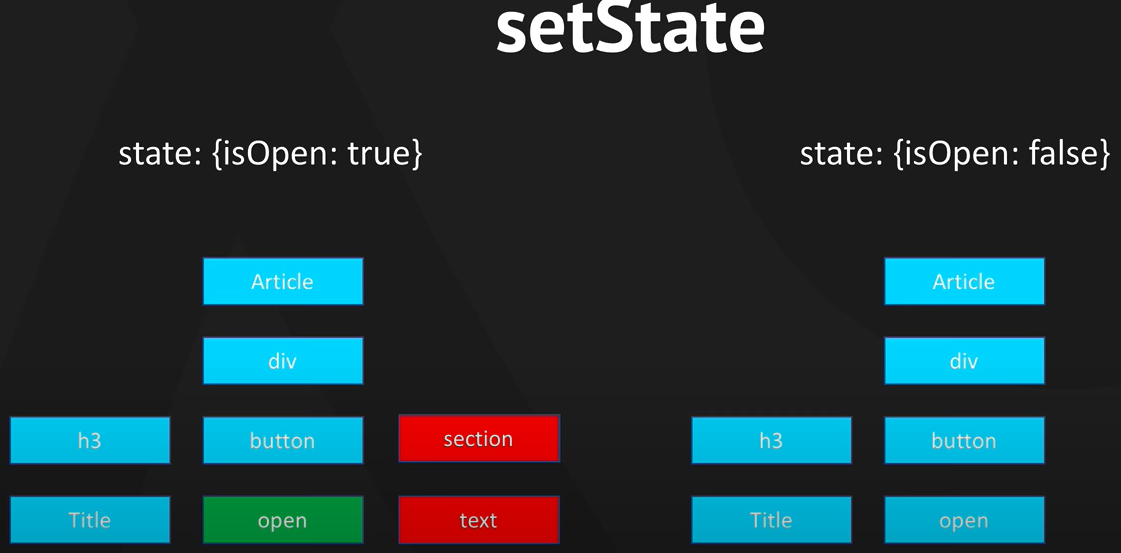 setState
state: {isOpen: true}
state: {isOpen: false}
Article
Article
div
div
h3
button
section
h3
button
Title
open
text
Title
open